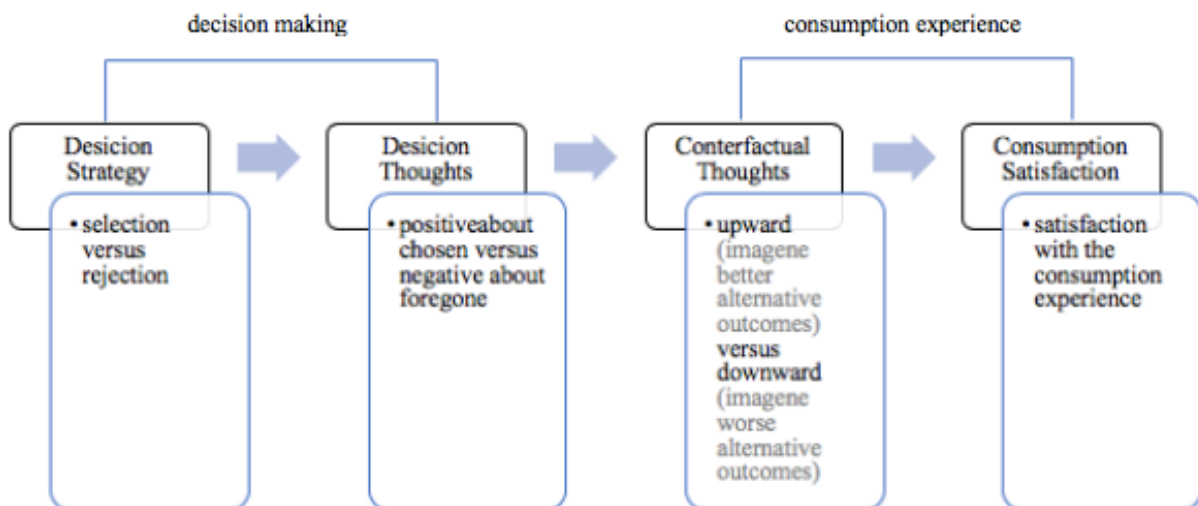 decision making
consumption experience
Desicion
Strategy
• selection
versus
rejection
Desicion
Thoughts
• positiveabout
chosen versus
negative about
foregone
Conterfactual
Thoughts
• upward
(imagene
better
alternative
outcomes)
versus
downward
(imagene
worse
alternative
outcomes)
Consumption
Satisfaction
• satisfaction
with the
consumption
experience